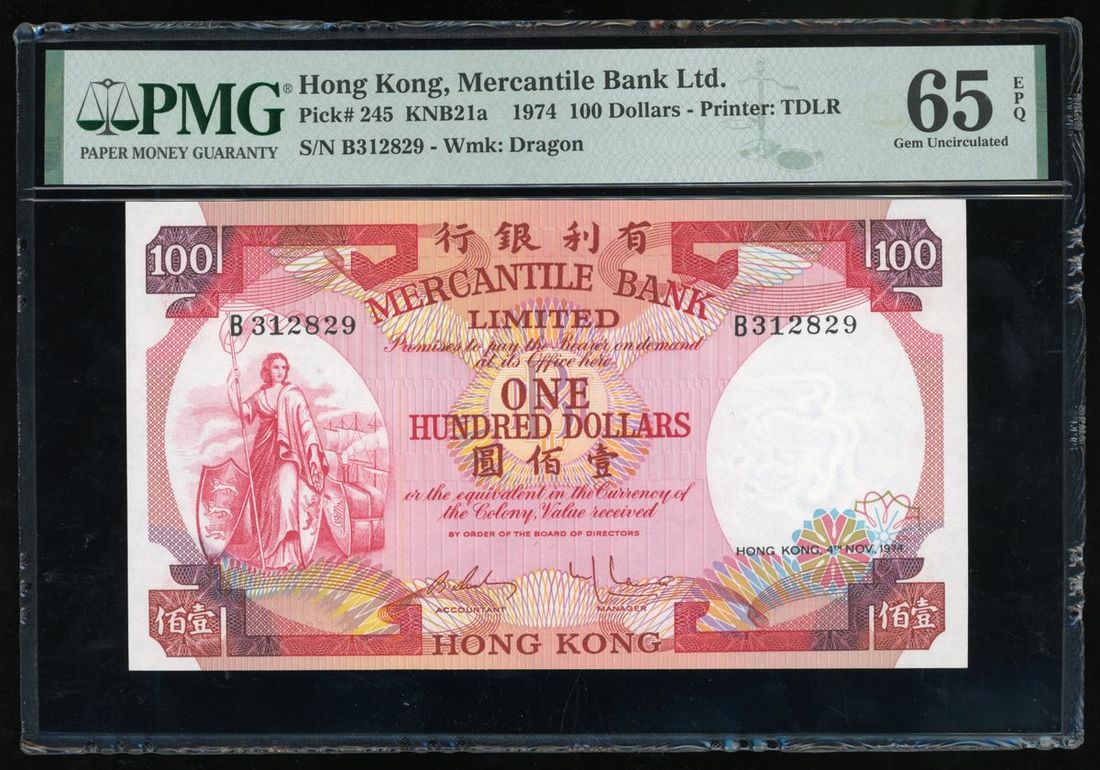 PMG®
PAPER MONEY GUARANTY
Hong Kong, Mercantile Bank Ltd.
Pick# 245 KNB21a 1974 100 Dollars - Printer: TDLR
S/N B312829 - Wmk: Dragon
65 EPQ
Gem Uncirculated
100 行銀利有 100
MERCANTILE BANK
LIMITED
B312829 B312829
Promises to pay the Bearer on demand
at its Office here
ONE
HUNDRED DOLLARS
圓佰壹
or the equivalent in the Currency of
the Colony, Value received
BY ORDER OF THE BOARD OF DIRECTORS
HONG KONG, 4TH NOV, 1974
ACCOUNTANT MANAGER
佰壹 HONG KONG 佰壹